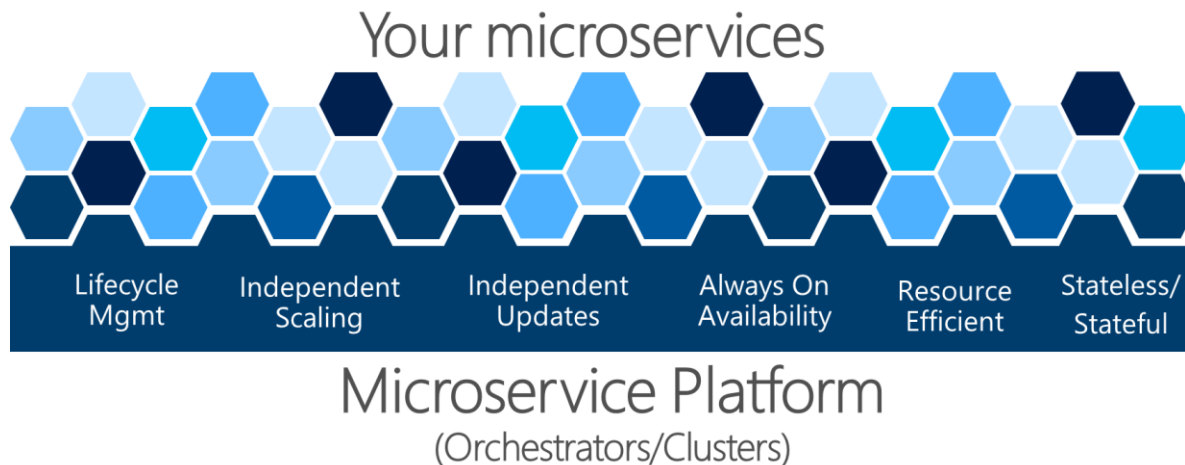 Your microservices
Lifecycle
Mgmt
Independent
Scaling
Independent
Updates
Always On
Availability
Resource
Efficient
Stateless/
Stateful
Microservice Platform
(Orchestrators/Clusters)